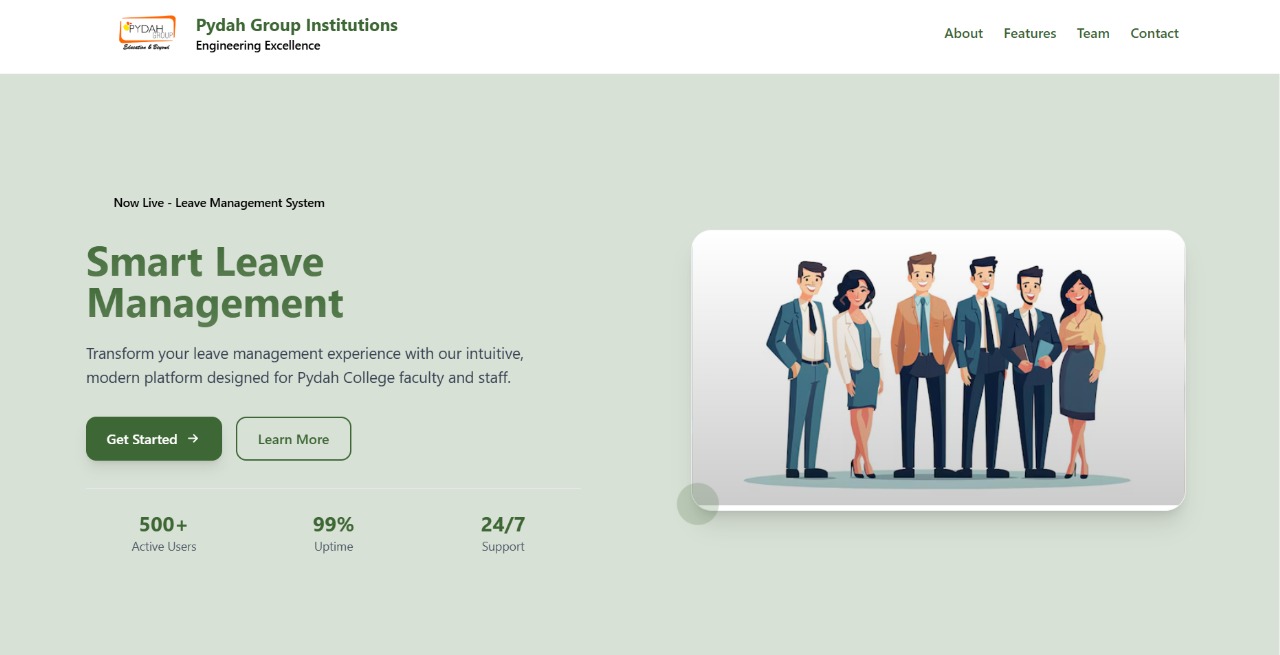 PYDAH
GROUP
Education & Beyond
Pydah Group Institutions
Engineering Excellence
About
Features
Team
Contact
Now Live - Leave Management System
Smart Leave
Management
Transform your leave management experience with our intuitive,
modern platform designed for Pydah College faculty and staff.
Get Started →
Learn More
500+
Active Users
99%
Uptime
24/7
Support